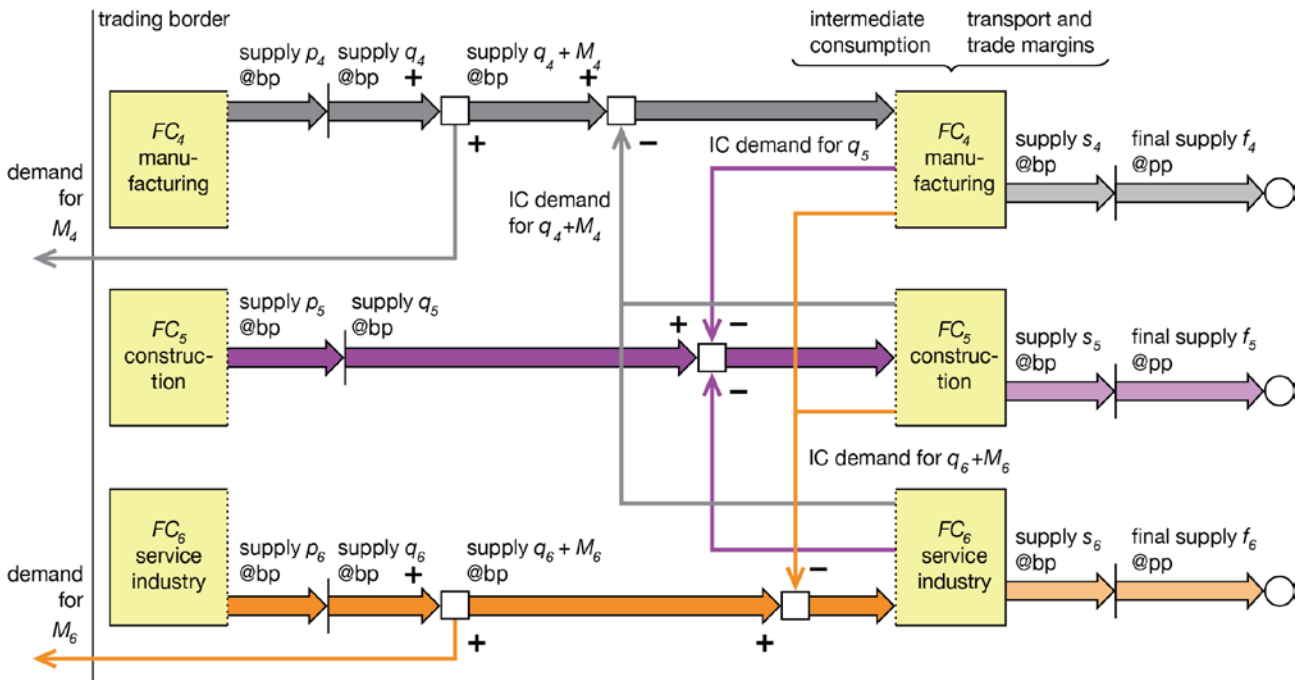 trading border
intermediate
consumption
transport and
trade margins
supply p4
@bp
supply q4
@bp
+
supply q4 + M4
@bp
+
FC4
manu-
facturing
+
−
IC demand for q5
FC4
manu-
facturing
supply s4
@bp
final supply f4
@pp
demand
for
M4
IC demand
for q4+M4
supply p5
@bp
supply q5
@bp
+
−
FC5
construc-
tion
−
FC5
construc-
tion
supply s5
@bp
final supply f5
@pp
IC demand for q6+M6
FC6
service
industry
supply p6
@bp
supply q6
@bp
+
supply q6 + M6
@bp
−
FC6
service
industry
supply s6
@bp
final supply f6
@pp
demand
for
M6
+
+